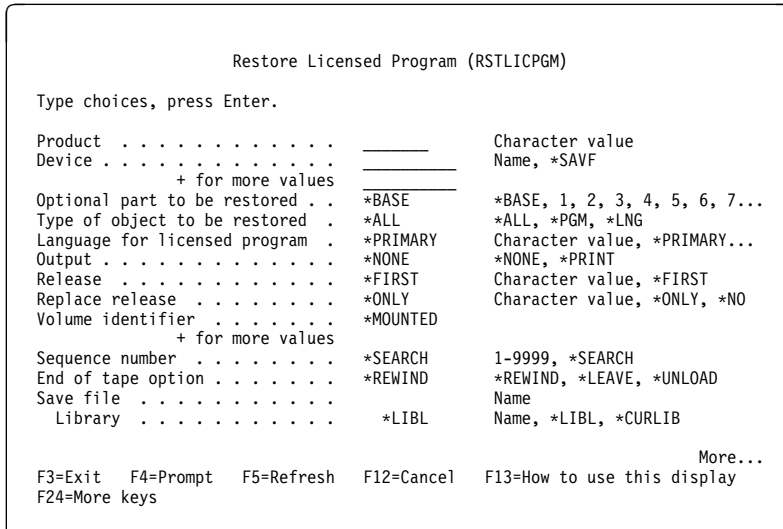 Restore Licensed Program (RSTLICPGM)
Type choices, press Enter.
Product . . . . . . . . . . . . . _______ Character value
Device . . . . . . . . . . . . . . __________ Name, *SAVF
+ for more values __________
Optional part to be restored . . *BASE *BASE, 1, 2, 3, 4, 5, 6, 7...
Type of object to be restored . *ALL *ALL, *PGM, *LNG
Language for licensed program . *PRIMARY Character value, *PRIMARY...
Output . . . . . . . . . . . . . *NONE *NONE, *PRINT
Release . . . . . . . . . . . . *FIRST Character value, *FIRST
Replace release . . . . . . . . *ONLY Character value, *ONLY, *NO
Volume identifier . . . . . . . *MOUNTED
+ for more values
Sequence number . . . . . . . . *SEARCH 1-9999, *SEARCH
End of tape option . . . . . . . *REWIND *REWIND, *LEAVE, *UNLOAD
Save file . . . . . . . . . . . Name
Library . . . . . . . . . . . *LIBL Name, *LIBL, *CURLIB
More...
F3=Exit F4=Prompt F5=Refresh F12=Cancel F13=How to use this display
F24=More keys